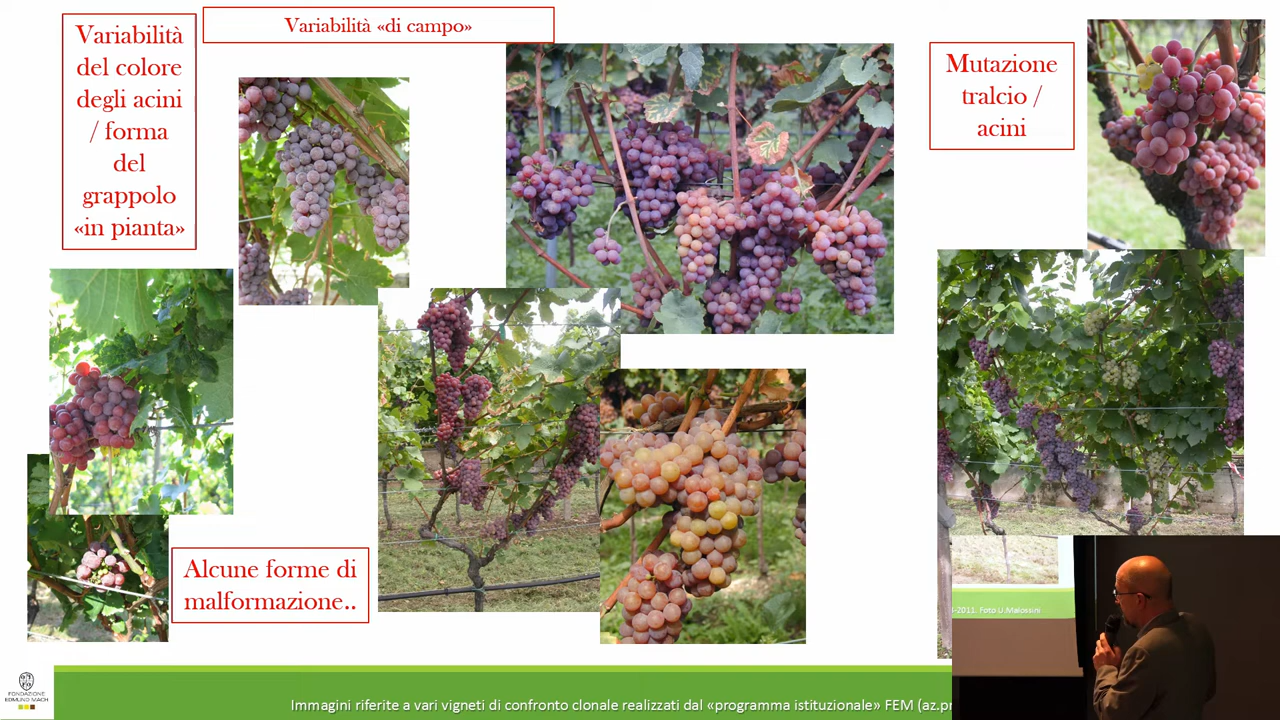 Variabilità «di campo»
Variabilità
del colore
degli acini
/ forma
del
grappolo
«in pianta»
Mutazione
tralcio /
acini
Alcune forme di
malformazione..
FONDAZIONE
EDMUND MACH
Immagini riferite a vari vigneti di confronto clonale realizzati dal «programma istituzionale» FEM (az.pr
-2011. Foto U.Malossini